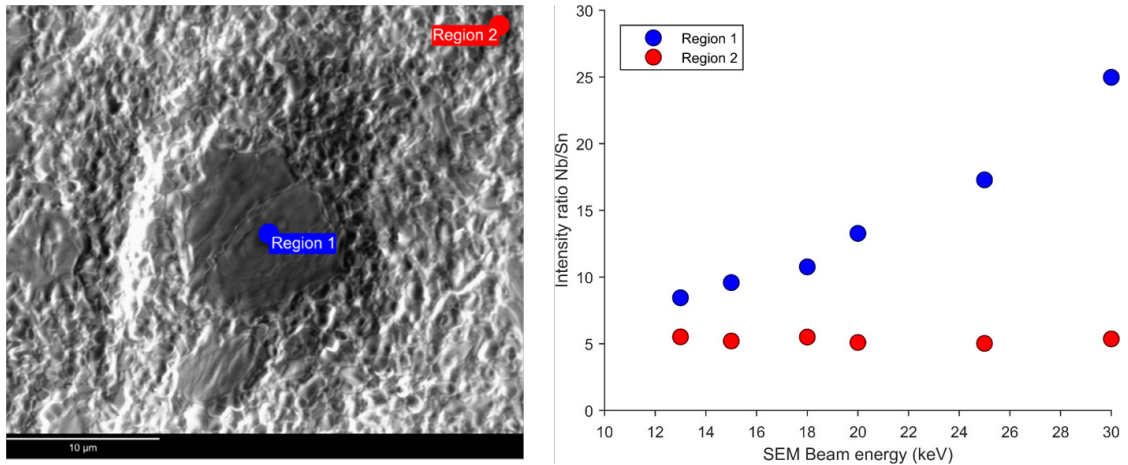 Region 2
Region 1
10 µm
Intensity ratio Nb/Sn
30
25
20
15
10
5
0
Region 1
Region 2
10 12 14 16 18 20 22 24 26 28 30
SEM Beam energy (keV)